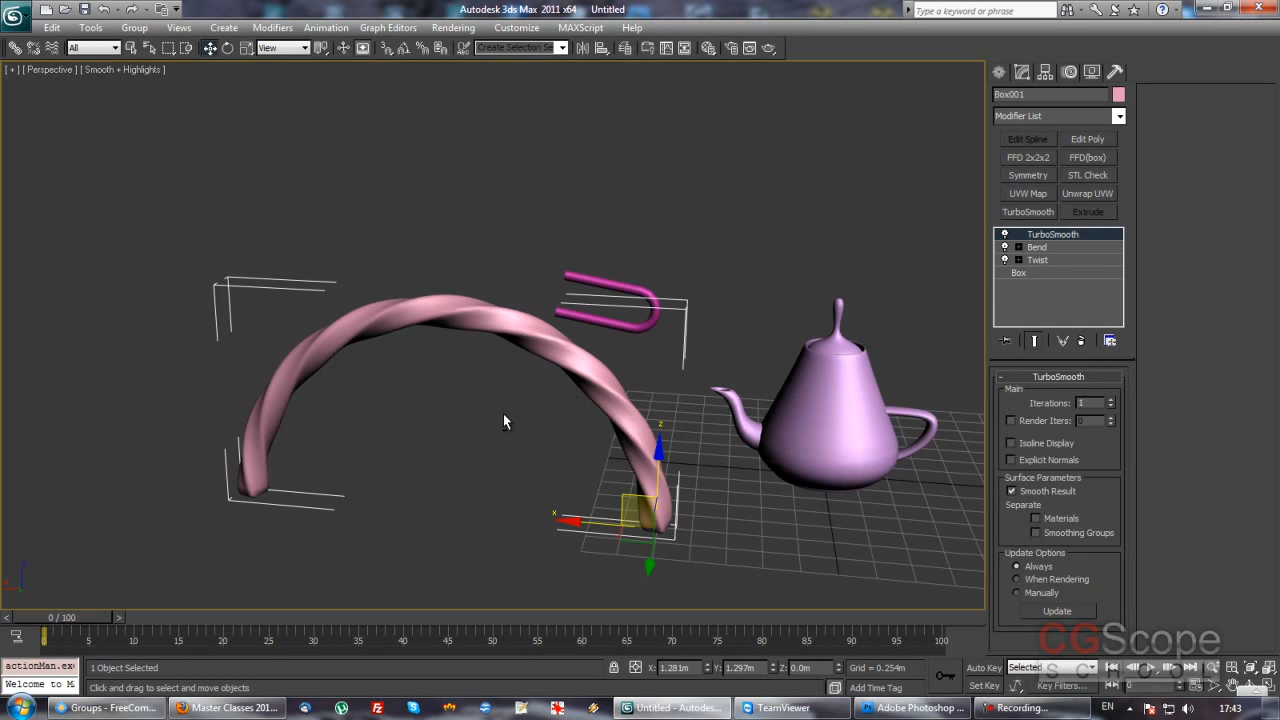 Autodesk 3ds Max 2011 x64 Untitled
Type a keyword or phrase
Edit Tools Group Views Create Modifiers Animation Graph Editors Rendering Customize MAXScript Help
All View Create Selection Se
[ + ] [ Perspective ] [ Smooth + Highlights ]
Box001
Modifier List
Edit Spline Edit Poly
FFD 2x2x2 FFD(box)
Symmetry STL Check
UVW Map Unwrap UVW
TurboSmooth Extrude
TurboSmooth
Bend
Twist
Box
TurboSmooth
Main
Iterations: 1
Render Iters: 0
Isoline Display
Explicit Normals
Surface Parameters
Smooth Result
Separate
Materials
Smoothing Groups
Update Options
Always
When Rendering
Manually
Update
z
x
0 / 100
0 5 10 15 20 25 30 35 40 45 50 55 60 65 70 75 80 85 90 95 100
CGScope
SCHOOL
actionMan.ex
1 Object Selected X: 1.281m Y: 1.297m Z: 0.0m Grid = 0.254m Auto Key Selected
Welcome to M
Click and drag to select and move objects Add Time Tag Set Key Key Filters... 0
Groups - FreeCom... Master Classes 201... Untitled - Autodes... TeamViewer Adobe Photoshop ... Recording... EN 17:43